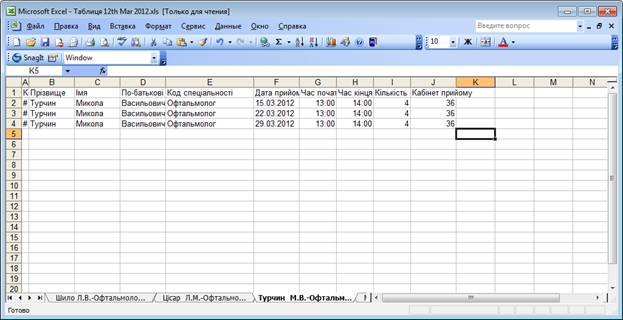 Microsoft Excel - Таблиця 12th Mar 2012.xls [Только для чтения]
Файл Правка Вид Вставка Формат Сервис Данные Окно Справка Введите вопрос
10 Ж А
SnagIt Window
K5 fx
A B C D E F G H I J K L M N
1 К Прізвище Імя По-батькові Код спеціальності Дата прийом Час почат Час кінця Кількість Кабінет прийому
2 # Турчин Микола Васильович Офтальмолог 15.03.2012 13:00 14:00 4 36
3 # Турчин Микола Васильович Офтальмолог 22.03.2012 13:00 14:00 4 36
4 # Турчин Микола Васильович Офтальмолог 29.03.2012 13:00 14:00 4 36
5
6
7
8
9
10
11
12
13
14
15
16
17
18
19
20
Шило Л.В.-Офтальмоло... Цісар Л.М.-Офтальмо... Турчин М.В.-Офтальм...
Готово